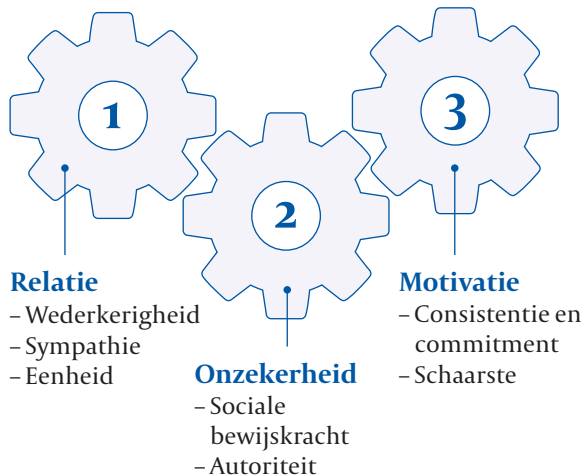 1
Relatie
– Wederkerigheid
– Sympathie
– Eenheid
2
Onzekerheid
– Sociale
bewijskracht
– Autoriteit
3
Motivatie
– Consistentie en
commitment
– Schaarste